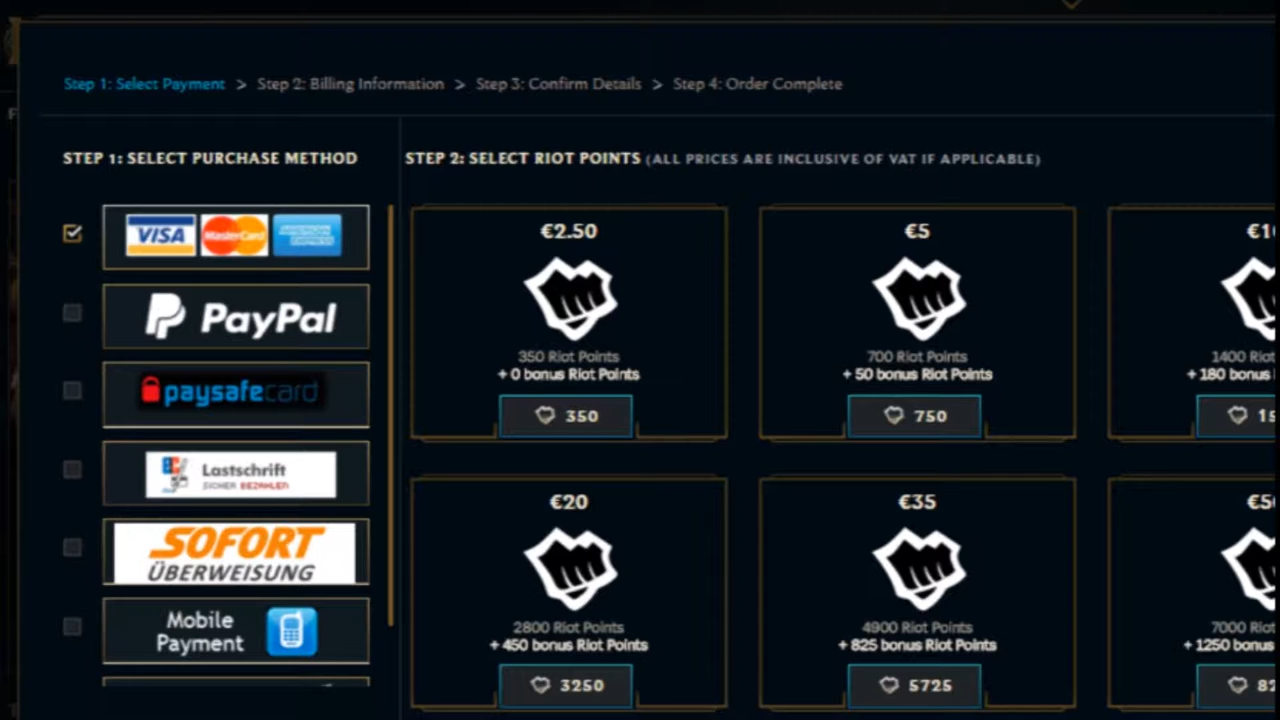 Step 1: Select Payment > Step 2: Billing Information > Step 3: Confirm Details > Step 4: Order Complete
STEP 1: SELECT PURCHASE METHOD
VISA MasterCard AMERICAN EXPRESS
PayPal
paysafecard
Lastschrift
SICHER BEZAHLEN
SOFORT
ÜBERWEISUNG
Mobile
Payment
STEP 2: SELECT RIOT POINTS (ALL PRICES ARE INCLUSIVE OF VAT IF APPLICABLE)
€2.50
350 Riot Points
+ 0 bonus Riot Points
350
€5
700 Riot Points
+ 50 bonus Riot Points
750
1400 Riot
+ 180 bonus
€20
2800 Riot Points
+ 450 bonus Riot Points
3250
€35
4900 Riot Points
+ 825 bonus Riot Points
5725
7000 Riot
+ 1250 bonus